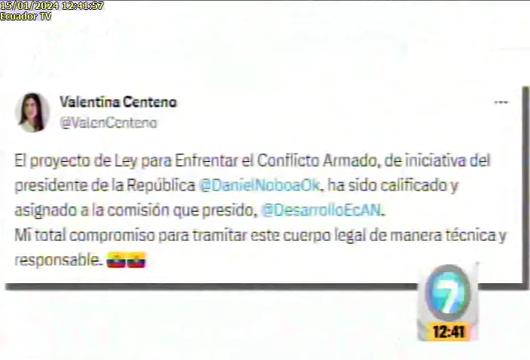 15/01/2024 12:41:57
Ecuador TV
Valentina Centeno
@ValenCenteno
El proyecto de Ley para Enfrentar el Conflicto Armado, de iniciativa del
presidente de la República @DanielNoboaOk, ha sido calificado y
asignado a la comisión que presido, @DesarrolloEcAN.
Mi total compromiso para tramitar este cuerpo legal de manera técnica y
responsable.
7
12:41